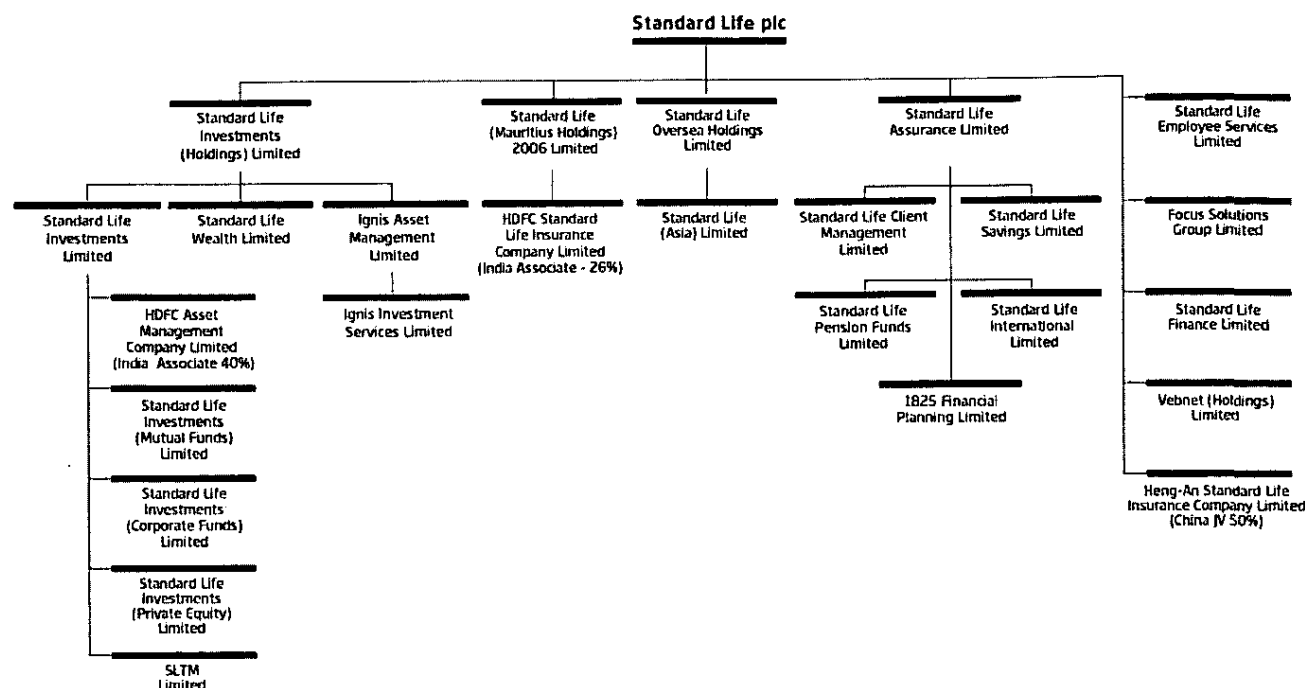 Standard Life plc
Standard Life
Investments
(Holdings) Limited
Standard Life
(Mauritius Holdings)
2006 Limited
Standard Life
Oversea Holdings
Limited
Standard Life
Assurance Limited
Standard Life
Employee Services
Limited
Standard Life
Investments
Limited
Standard Life
Wealth Limited
Ignis Asset
Management
Limited
HDFC Standard
Life Insurance
Company Limited
(India Associate - 26%)
Standard Life
(Asia) Limited
Standard Life Client
Management
Limited
Standard Life
Savings Limited
Focus Solutions
Group Limited
HDFC Asset
Management
Company Limited
(India Associate 40%)
Ignis Investment
Services Limited
Standard Life
Pension Funds
Limited
Standard Life
International
Limited
Standard Life
Finance Limited
Standard Life
Investments
(Mutual Funds)
Limited
1825 Financial
Planning Limited
Vebnet (Holdings)
Limited
Standard Life
Investments
(Corporate Funds)
Limited
Heng-An Standard Life
Insurance Company Limited
(China JV 50%)
Standard Life
Investments
(Private Equity)
Limited
SLTM
Limited